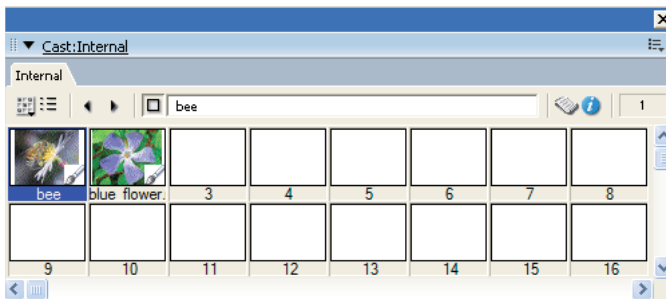 Cast:Internal
Internal
bee 1
bee blue flower. 3 4 5 6 7 8
9 10 11 12 13 14 15 16